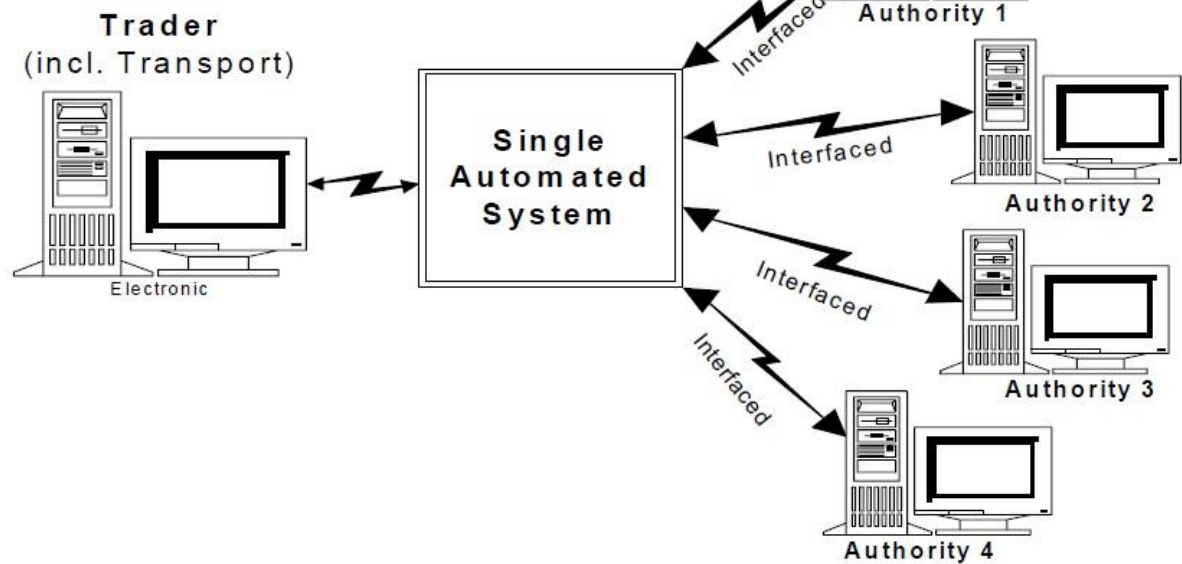 Trader
(incl. Transport)
Electronic
Single
Automated
System
Interfaced
Authority 1
Interfaced
Authority 2
Interfaced
Authority 3
Interfaced
Authority 4